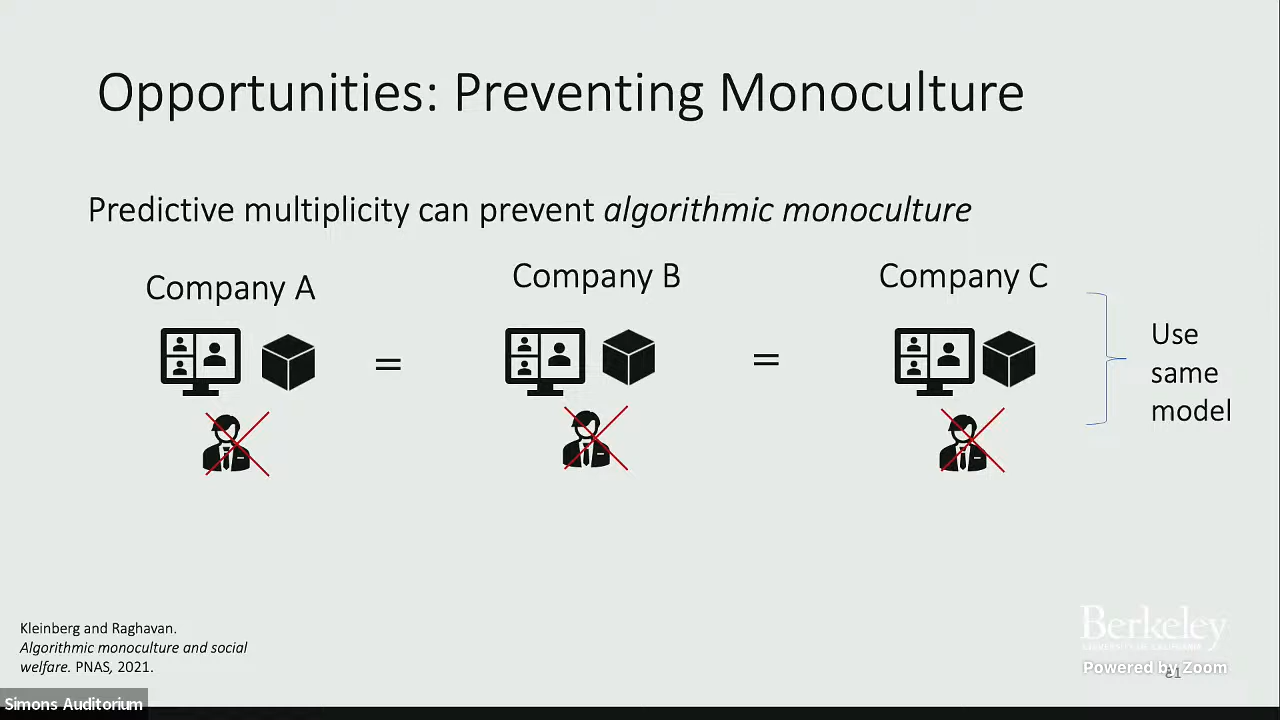 Opportunities: Preventing Monoculture
Predictive multiplicity can prevent algorithmic monoculture
Company A
Company B
Company C
=
=
Use
same
model
Kleinberg and Raghavan.
Algorithmic monoculture and social
welfare. PNAS, 2021.
Berkeley
UNIVERSITY OF CALIFORNIA
Powered by Zoom
81
Simons Auditorium